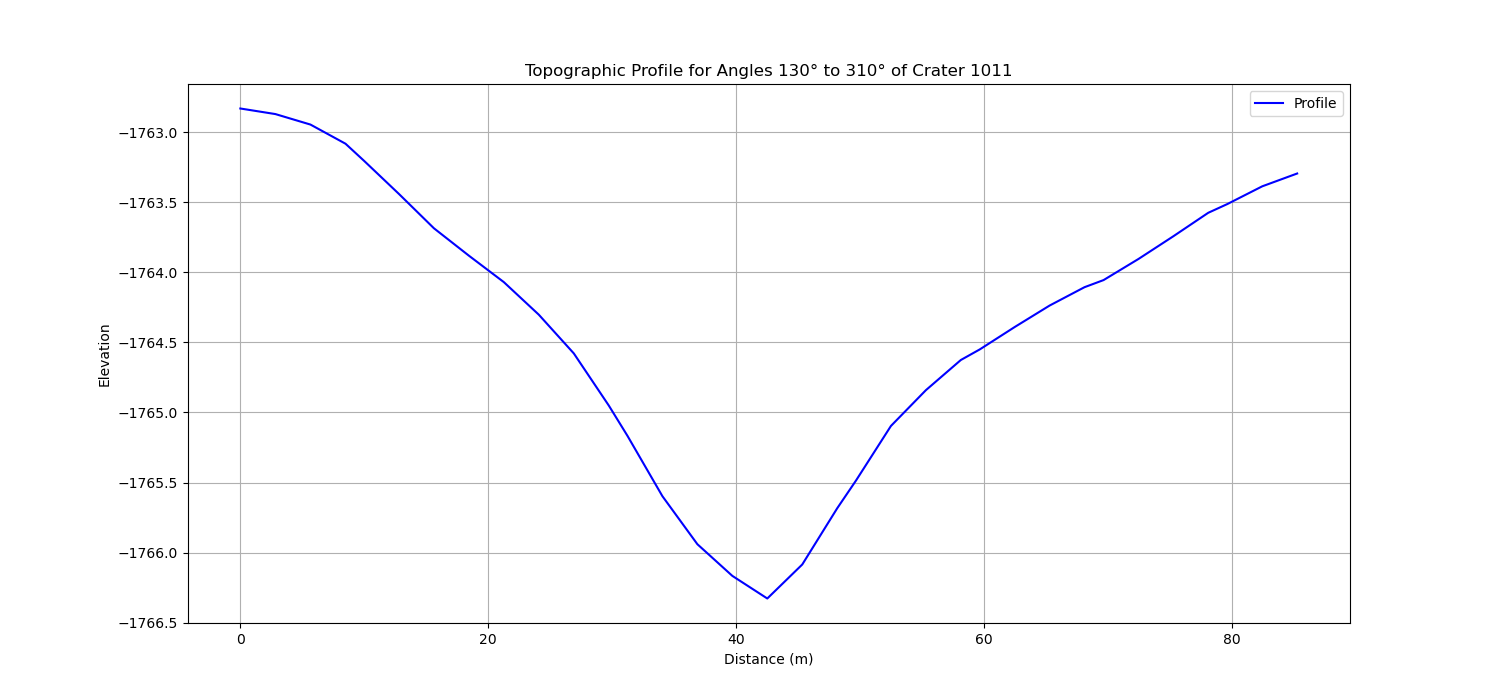 Topographic Profile for Angles 130° to 310° of Crater 1011
Profile
−1763.0
−1763.5
−1764.0
−1764.5
−1765.0
−1765.5
−1766.0
−1766.5
Elevation
0 20 40 60 80
Distance (m)